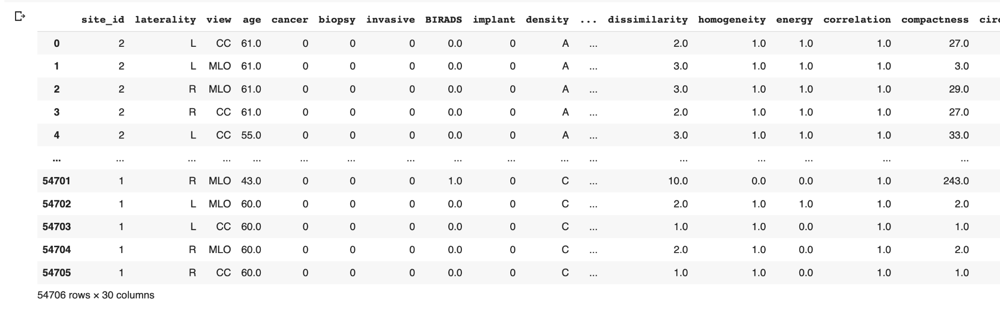 site_id laterality view age cancer biopsy invasive BIRADS implant density ... dissimilarity homogeneity energy correlation compactness circ
0 2 L CC 61.0 0 0 0 0.0 0 A ... 2.0 1.0 1.0 1.0 27.0
1 2 L MLO 61.0 0 0 0 0.0 0 A ... 3.0 1.0 1.0 1.0 3.0
2 2 R MLO 61.0 0 0 0 0.0 0 A ... 3.0 1.0 1.0 1.0 29.0
3 2 R CC 61.0 0 0 0 0.0 0 A ... 2.0 1.0 1.0 1.0 27.0
4 2 L CC 55.0 0 0 0 0.0 0 A ... 3.0 1.0 1.0 1.0 33.0
... ... ... ... ... ... ... ... ... ... ... ... ... ... ... ... ...
54701 1 R MLO 43.0 0 0 0 1.0 0 C ... 10.0 0.0 0.0 1.0 243.0
54702 1 L MLO 60.0 0 0 0 0.0 0 C ... 2.0 1.0 1.0 1.0 2.0
54703 1 L CC 60.0 0 0 0 0.0 0 C ... 1.0 1.0 0.0 1.0 1.0
54704 1 R MLO 60.0 0 0 0 0.0 0 C ... 2.0 1.0 0.0 1.0 2.0
54705 1 R CC 60.0 0 0 0 0.0 0 C ... 1.0 1.0 0.0 1.0 1.0
54706 rows × 30 columns